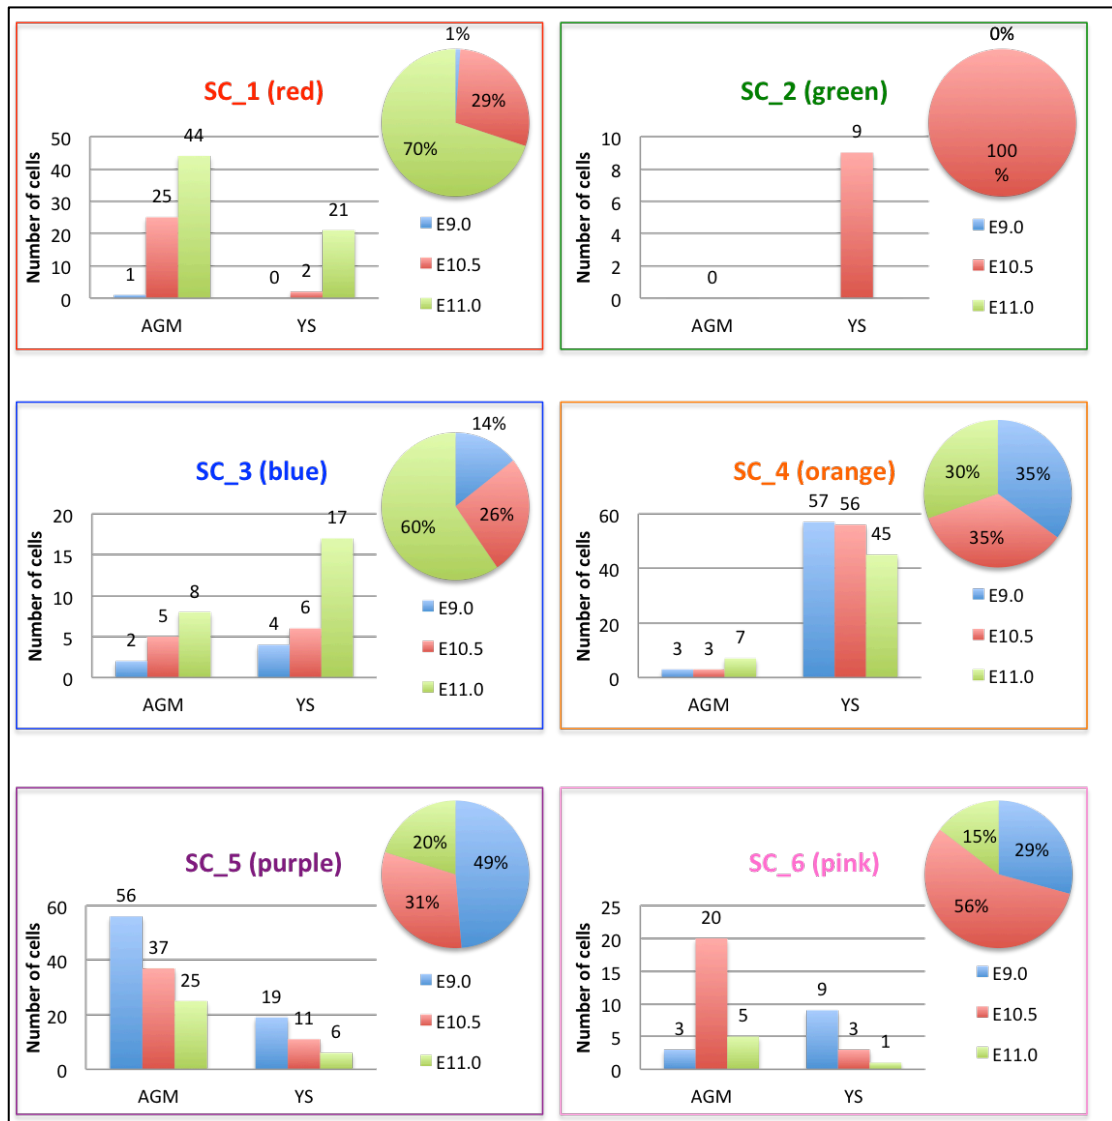 1%
SC_1 (red)
29%
70%
50
40
30
20
10
0
Number of cells
44
25
1
21
2
0
AGM
YS
E9.0
E10.5
E11.0
0%
SC_2 (green)
100
%
10
8
6
4
2
0
Number of cells
9
0
AGM
YS
E9.0
E10.5
E11.0
14%
SC_3 (blue)
26%
60%
20
15
10
5
0
Number of cells
2
5
8
4
6
17
AGM
YS
E9.0
E10.5
E11.0
SC_4 (orange)
30%
35%
35%
60
40
20
0
Number of cells
3
3
7
57
56
45
AGM
YS
E9.0
E10.5
E11.0
SC_5 (purple)
20%
49%
31%
60
40
20
0
Number of cells
56
37
25
19
11
6
AGM
YS
E9.0
E10.5
E11.0
SC_6 (pink)
15%
29%
56%
25
20
15
10
5
0
Number of cells
3
20
5
9
3
1
AGM
YS
E9.0
E10.5
E11.0